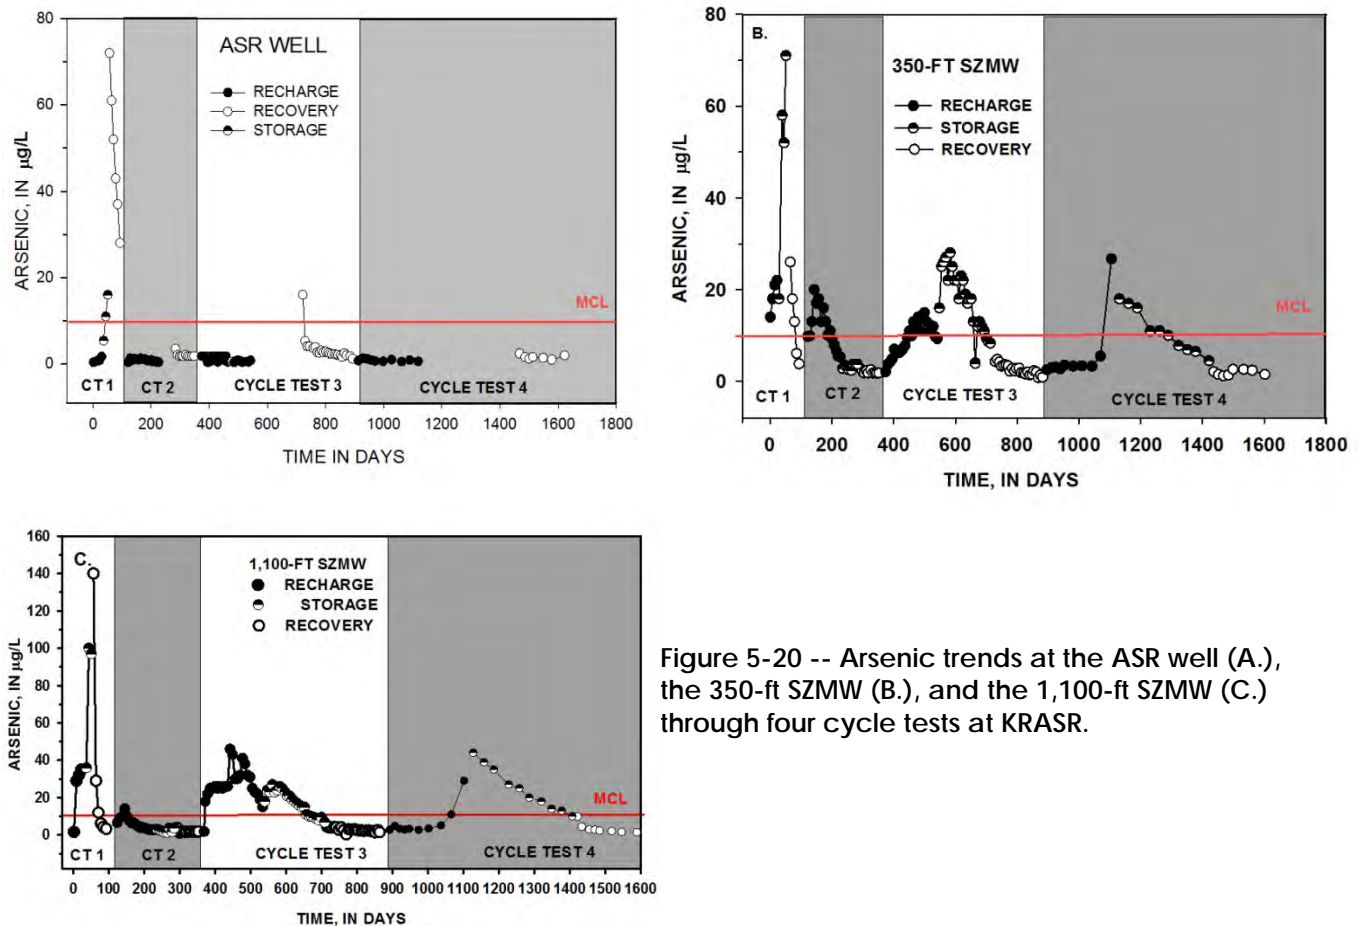 80
60
40
20
0
ARSENIC, IN µg/L
ASR WELL
RECHARGE
RECOVERY
STORAGE
MCL
CT 1
CT 2
CYCLE TEST 3
CYCLE TEST 4
0 200 400 600 800 1000 1200 1400 1600 1800
TIME IN DAYS
80
60
40
20
0
ARSENIC, IN µg/L
B.
350-FT SZMW
RECHARGE
STORAGE
RECOVERY
MCL
CT 1
CT 2
CYCLE TEST 3
CYCLE TEST 4
0 200 400 600 800 1000 1200 1400 1600 1800
TIME, IN DAYS
160
140
120
100
80
60
40
20
0
ARSENIC, IN µg/L
C.
1,100-FT SZMW
RECHARGE
STORAGE
RECOVERY
MCL
CT 1
CT 2
CYCLE TEST 3
CYCLE TEST 4
0 100 200 300 400 500 600 700 800 900 1000 1100 1200 1300 1400 1500 1600
TIME, IN DAYS
Figure 5-20 -- Arsenic trends at the ASR well (A.),
the 350-ft SZMW (B.), and the 1,100-ft SZMW (C.)
through four cycle tests at KRASR.